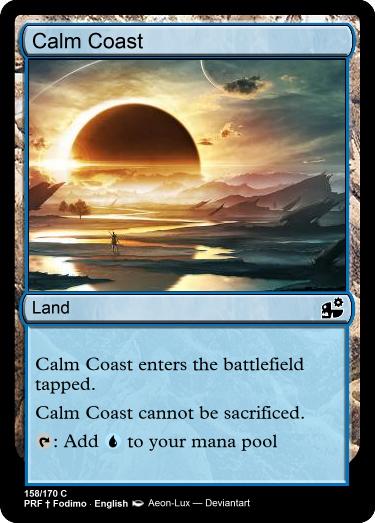 Calm Coast
Land
Calm Coast enters the battlefield
tapped.
Calm Coast cannot be sacrificed.
: Add to your mana pool
158/170 C
PRF † Fodimo · English Aeon-Lux — Deviantart